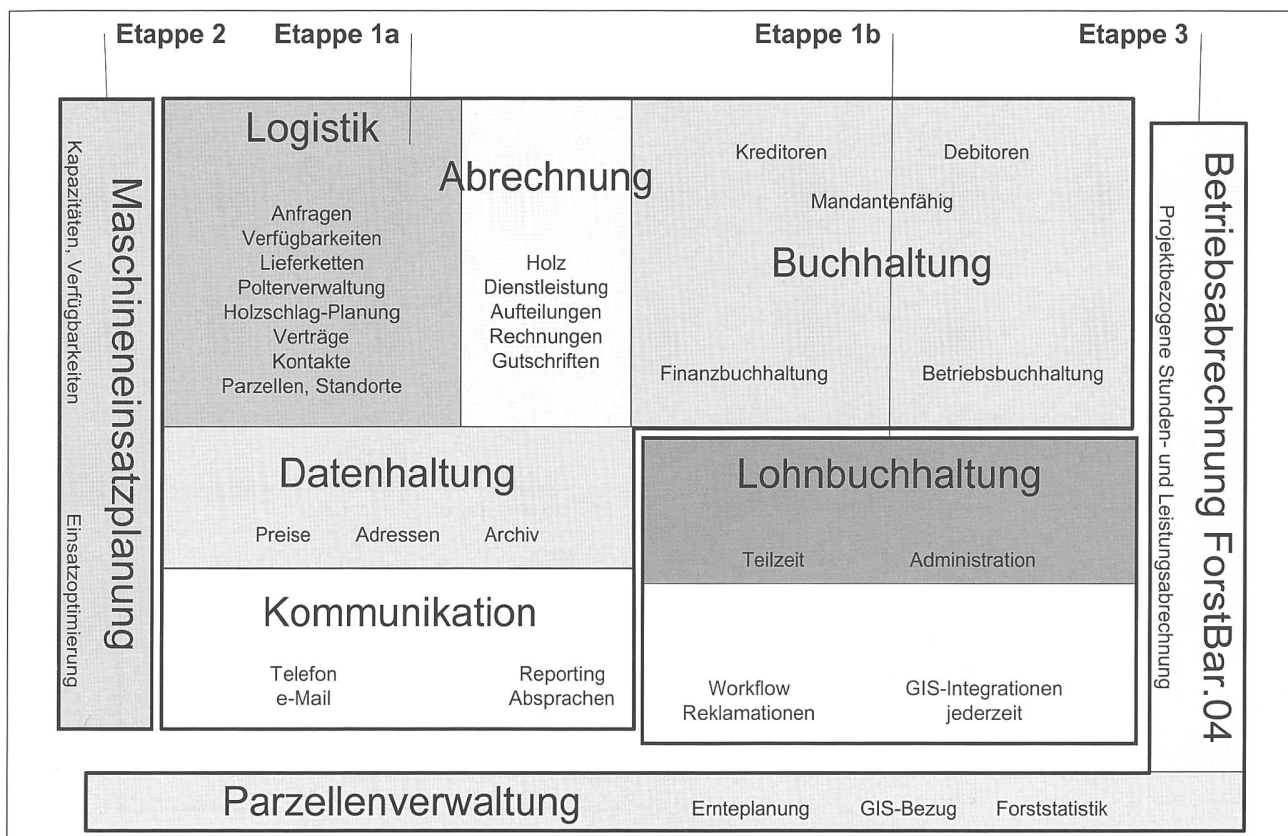 Etappe 2
Etappe 1a
Etappe 1b
Etappe 3
Maschineneinsatzplanung
Kapazitäten, Verfügbarkeiten
Einsatzoptimierung
Logistik
Anfragen
Verfügbarkeiten
Lieferketten
Polterverwaltung
Holzschlag-Planung
Verträge
Kontakte
Parzellen, Standorte
Abrechnung
Holz
Dienstleistung
Aufteilungen
Rechnungen
Gutschriften
Kreditoren
Debitoren
Mandantenfähig
Buchhaltung
Finanzbuchhaltung
Betriebsbuchhaltung
Datenhaltung
Preise
Adressen
Archiv
Kommunikation
Telefon
e-Mail
Reporting
Absprachen
Lohnbuchhaltung
Teilzeit
Administration
Workflow
Reklamationen
GIS-Integrationen
jederzeit
Betriebsabrechnung ForstBar.04
Projektbezogene Stunden- und Leistungsabrechnung
Parzellenverwaltung
Ernteplanung
GIS-Bezug
Forststatistik